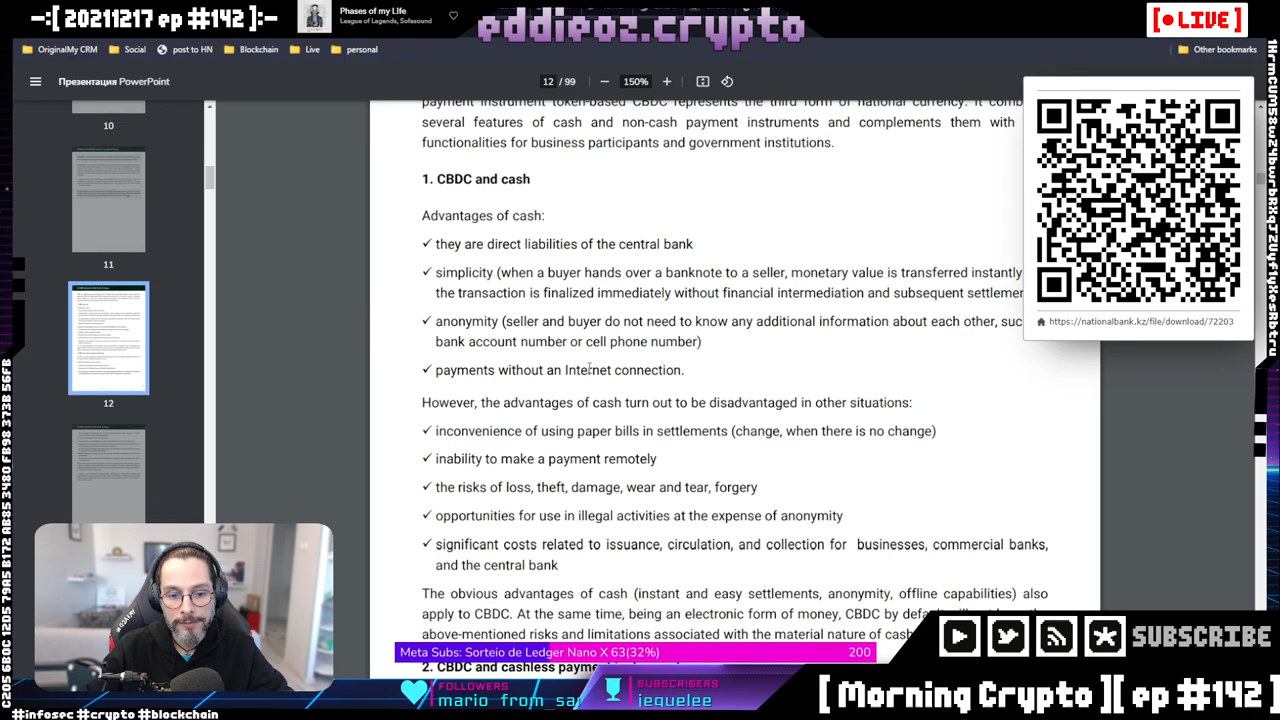 -:[ 20211217 ep #142 ]:-
Phases of my Life
League of Legends, Sofasound
eddieoz.crypto
[● LIVE]
OriginalMy CRM
Social
post to HN
Blockchain
Live
personal
Other bookmarks
Презентация PowerPoint
12 / 99
150%
10
11
12
payment instrument token-based CBDC represents the third form of national currency. It comb
several features of cash and non-cash payment instruments and complements them with
functionalities for business participants and government institutions.
1. CBDC and cash
Advantages of cash:
✓ they are direct liabilities of the central bank
✓ simplicity (when a buyer hands over a banknote to a seller, monetary value is transferred instantly
the transaction is finalized immediately without financial intermediation and subsequent settlemer
✓ anonymity (seller and buyer do not need to know any additional information about each other, suc
bank account number or cell phone number)
✓ payments without an Internet connection.
However, the advantages of cash turn out to be disadvantaged in other situations:
✓ inconvenience of using paper bills in settlements (change, when there is no change)
✓ inability to make a payment remotely
✓ the risks of loss, theft, damage, wear and tear, forgery
✓ opportunities for use in illegal activities at the expense of anonymity
✓ significant costs related to issuance, circulation, and collection for businesses, commercial banks,
and the central bank
The obvious advantages of cash (instant and easy settlements, anonymity, offline capabilities) also
apply to CBDC. At the same time, being an electronic form of money, CBDC by
above-mentioned risks and limitations associated with the material nature of cash
2. CBDC and cashless
https://nationalbank.kz/file/download/72203
Meta Subs: Sorteio de Ledger Nano X 63(32%)
200
SUBSCRIBE
FOLLOWERS
mario_from_sa
SUBSCRIBERS
jeguelee
[ Morning Crypto ][ ep #142 ]
infosec #crypto #blockchain